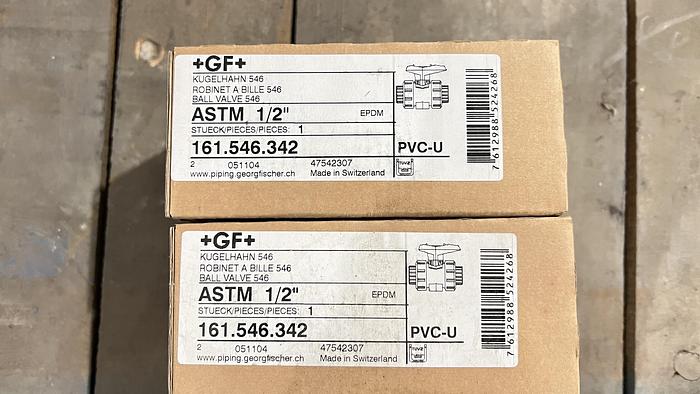 +GF+
KUGELHAHN 546
ROBINET A BILLE 546
BALL VALVE 546
ASTM 1/2" EPDM
STUECK/PIECES/PIECES: 1
161.546.342 PVC-U
2 051104 47542307
www.piping.georgfischer.ch Made in Switzerland
7 612988 524268
+GF+
KUGELHAHN 546
ROBINET A BILLE 546
BALL VALVE 546
ASTM 1/2" EPDM
STUECK/PIECES/PIECES: 1
161.546.342 PVC-U
2 051104 47542307
www.piping.georgfischer.ch Made in Switzerland
7 612988 524268